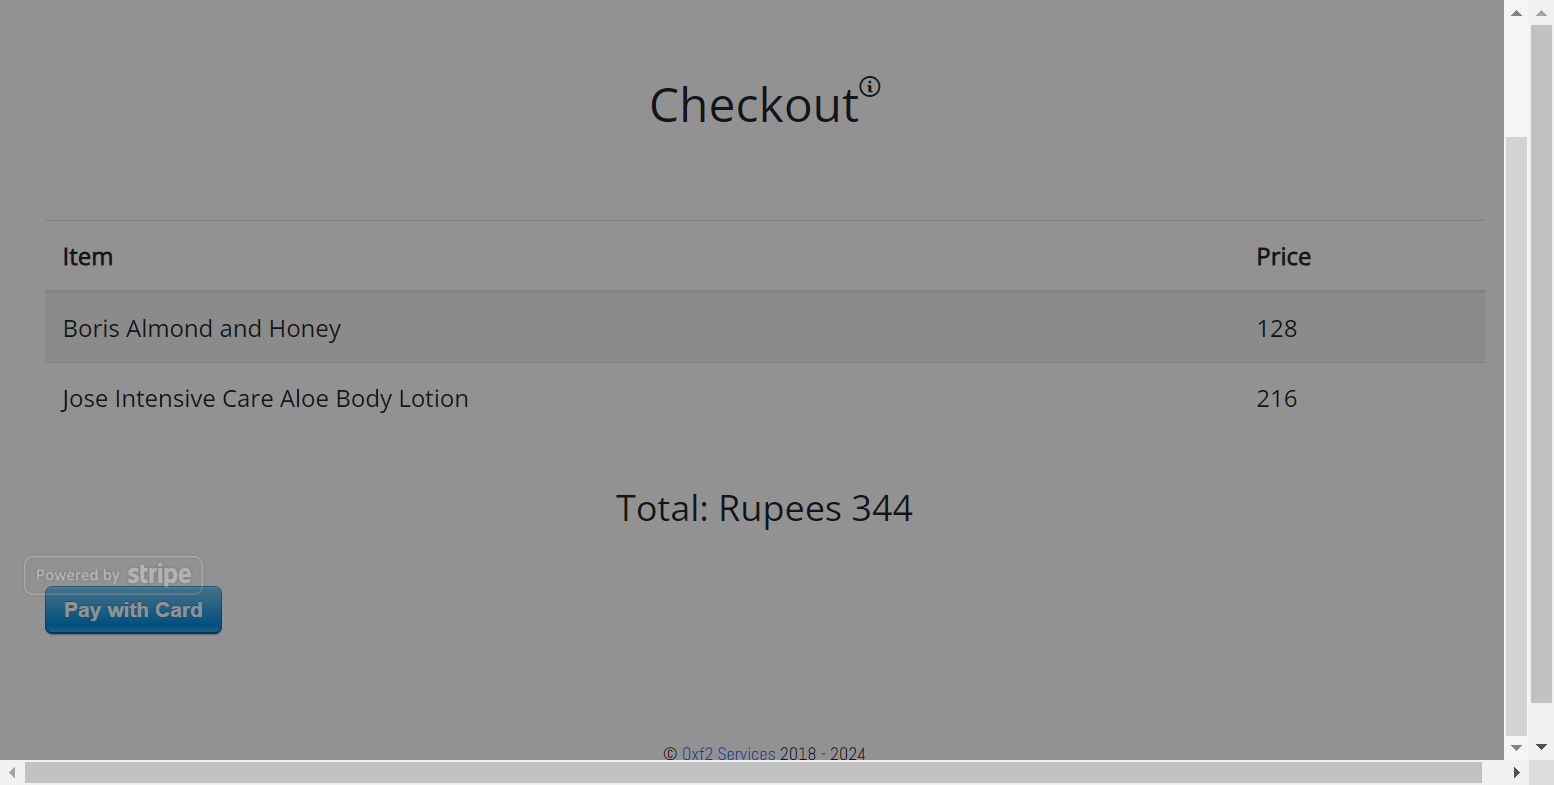 Checkout
Item Price
Boris Almond and Honey 128
Jose Intensive Care Aloe Body Lotion 216
Total: Rupees 344
Powered by stripe
Pay with Card
© Qxf2 Services 2018 - 2024